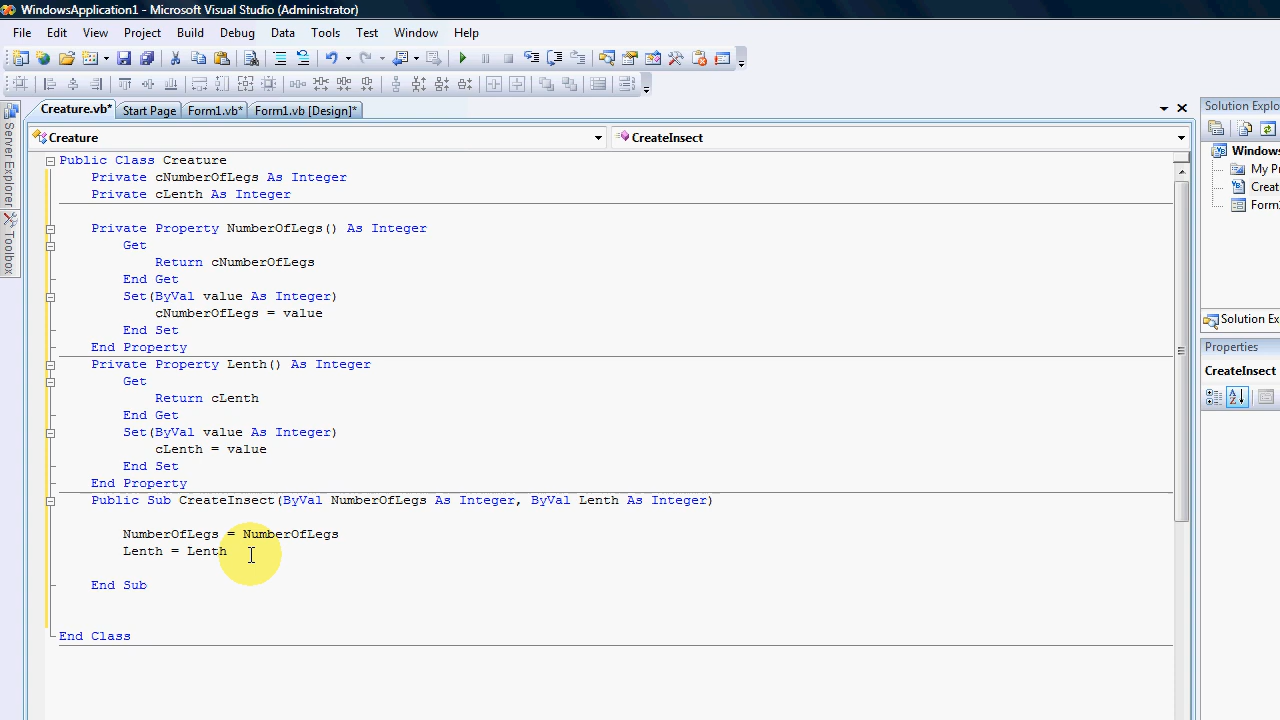 WindowsApplication1 - Microsoft Visual Studio (Administrator)
File Edit View Project Build Debug Data Tools Test Window Help
Creature.vb* Start Page Form1.vb* Form1.vb [Design]*
Solution Explo
Creature CreateInsect
Server Explorer
Toolbox
Public Class Creature
Private cNumberOfLegs As Integer
Private cLenth As Integer
Private Property NumberOfLegs() As Integer
Get
Return cNumberOfLegs
End Get
Set(ByVal value As Integer)
cNumberOfLegs = value
End Set
End Property
Private Property Lenth() As Integer
Get
Return cLenth
End Get
Set(ByVal value As Integer)
cLenth = value
End Set
End Property
Public Sub CreateInsect(ByVal NumberOfLegs As Integer, ByVal Lenth As Integer)
NumberOfLegs = NumberOfLegs
Lenth = Lenth
End Sub
End Class
Windows
My P
Creat
Form1
Solution Ex
Properties
CreateInsect